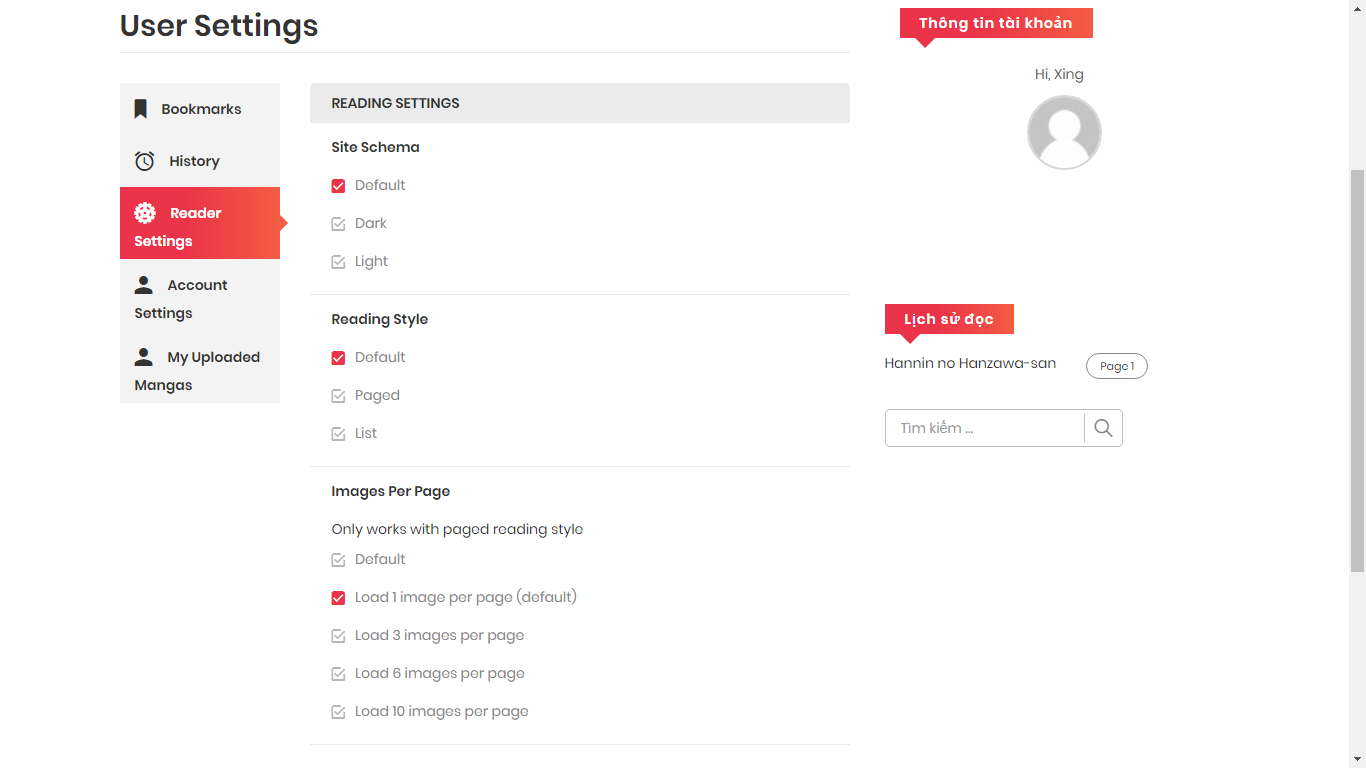 User Settings
Bookmarks
History
Reader
Settings
Account
Settings
My Uploaded
Mangas
READING SETTINGS
Site Schema
Default
Dark
Light
Reading Style
Default
Paged
List
Images Per Page
Only works with paged reading style
Default
Load 1 image per page (default)
Load 3 images per page
Load 6 images per page
Load 10 images per page
Thông tin tài khoản
Hi, Xing
Lịch sử đọc
Hannin no Hanzawa-san
Page 1
Tìm kiếm ...